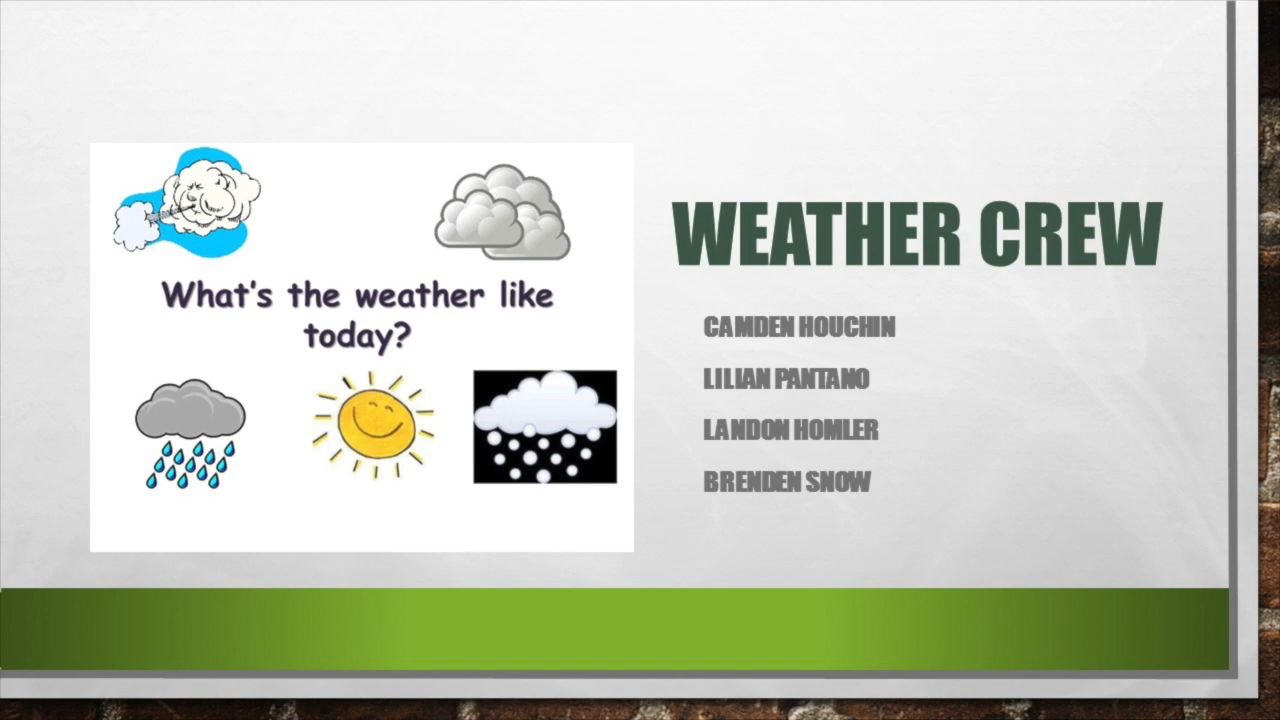 What's the weather like
today?
WEATHER CREW
CAMDEN HOUCHIN
LILIAN PANTANO
LANDON HOMLER
BRENDEN SNOW